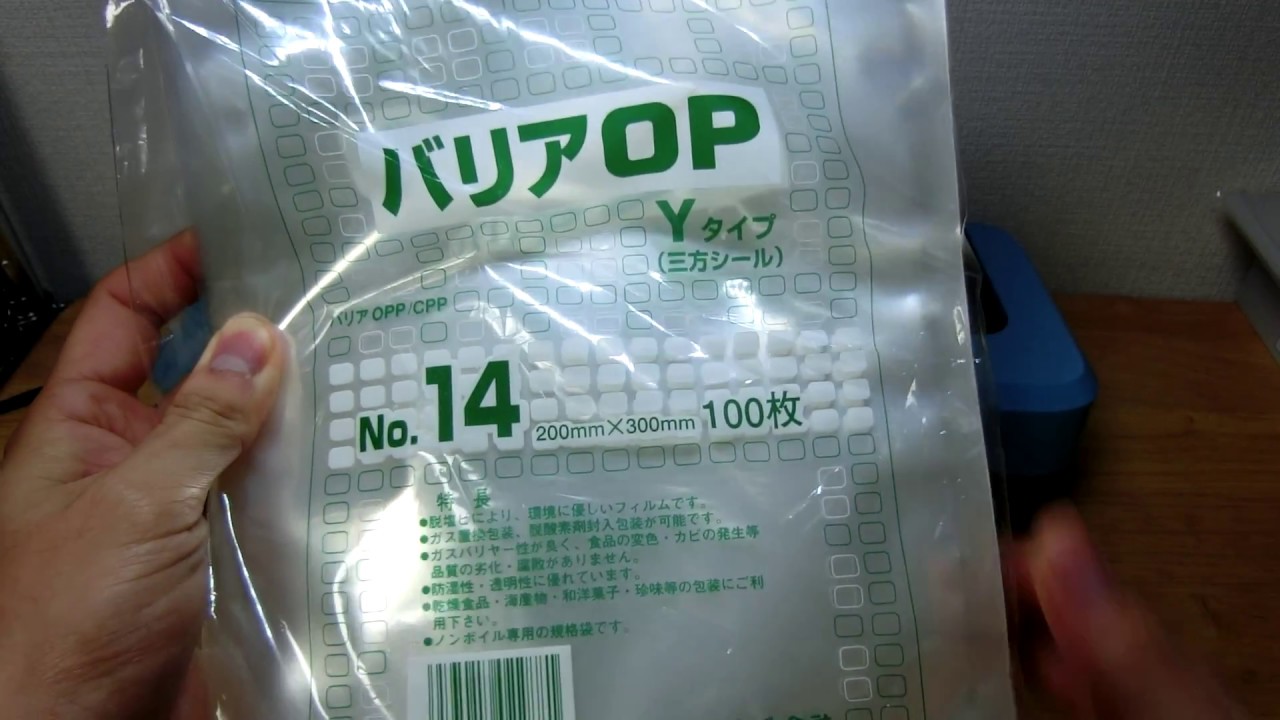 バリアOP
Yタイプ
(三方シール)
バリアOPP/CPP
No.14 200mm×300mm 100枚
特長
●脱塩ビにより、環境に優しいフィルムです。
●ガス置換包装、脱酸素剤封入包装が可能です。
●ガスバリヤー性が良く、食品の変色・カビの発生等
品質の劣化・腐敗がありません。
●防湿性・透明性に優れています。
●乾燥食品・海産物・和洋菓子・珍味等の包装にご利
用下さい。
●ノンボイル専用の規格袋です。